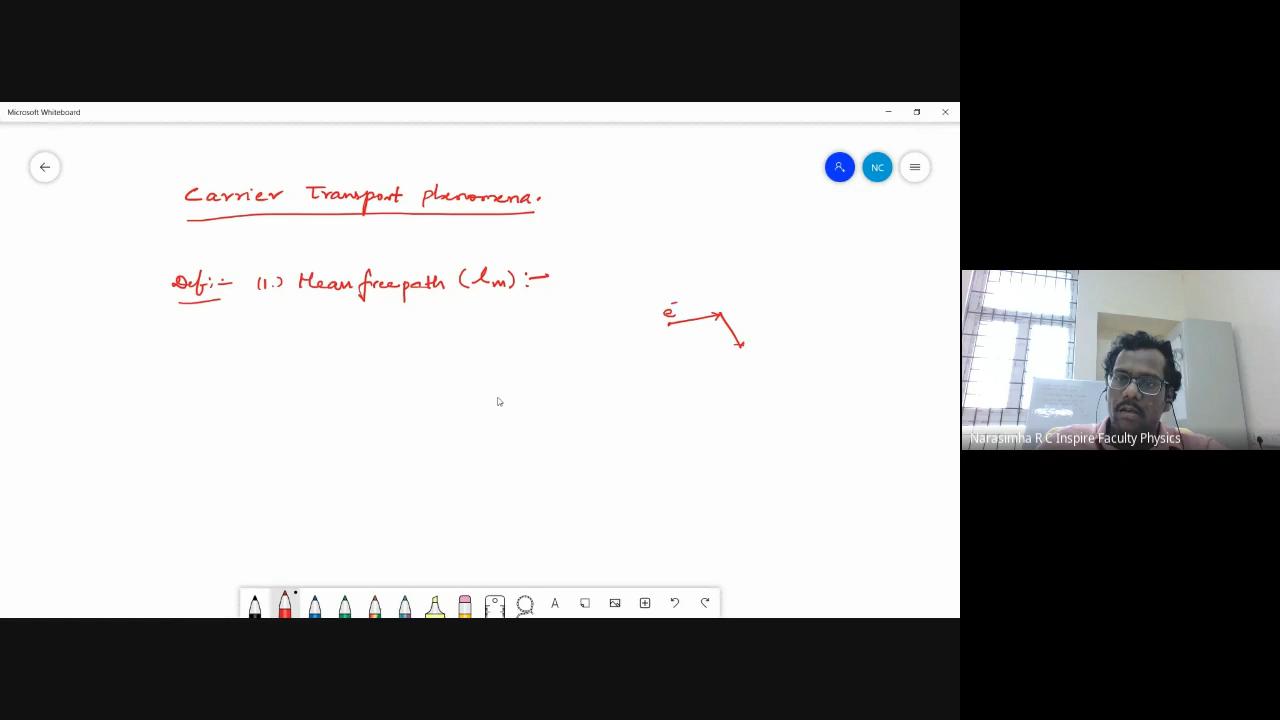 Microsoft Whiteboard
NC
Carrier Transport phenomena.
Def:- (1.) Mean free path (lm) :-
e-
A
Narasimha R C Inspire Faculty Physics